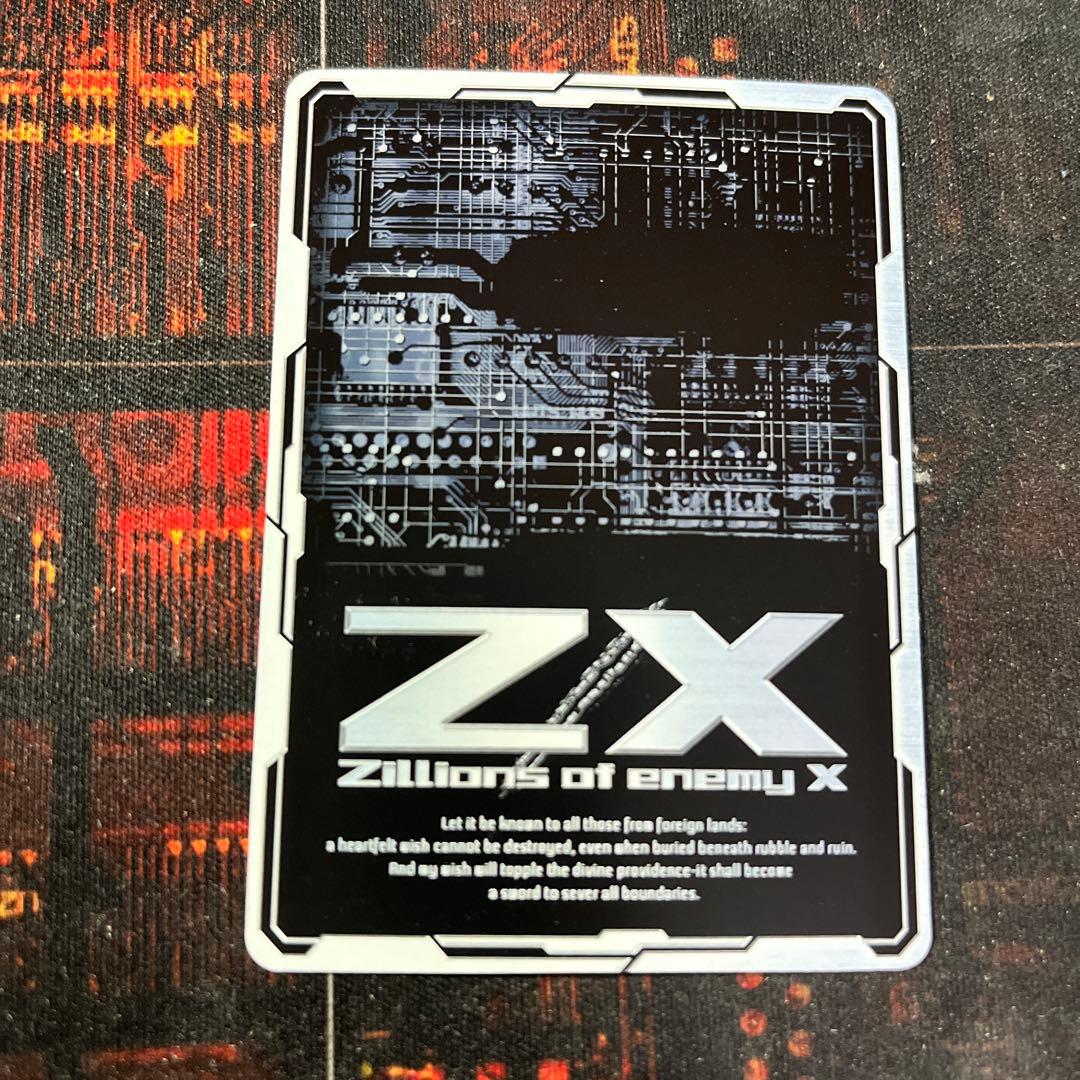 Z/X
Zillions of enemy X
Let it be known to all those from foreign lands:
a heartfelt wish cannot be destroyed, even when buried beneath rubble and ruin.
And my wish will topple the divine providence-it shall become
a sword to sever all boundaries.